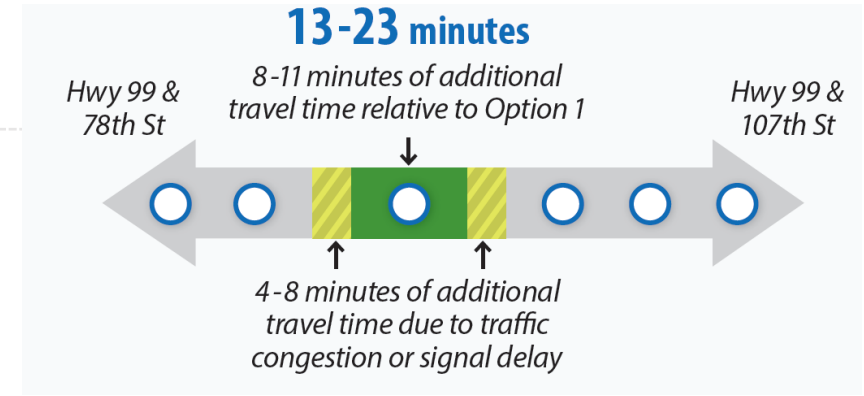 13-23 minutes
8-11 minutes of additional
travel time relative to Option 1
Hwy 99 &
78th St
Hwy 99 &
107th St
4-8 minutes of additional
travel time due to traffic
congestion or signal delay